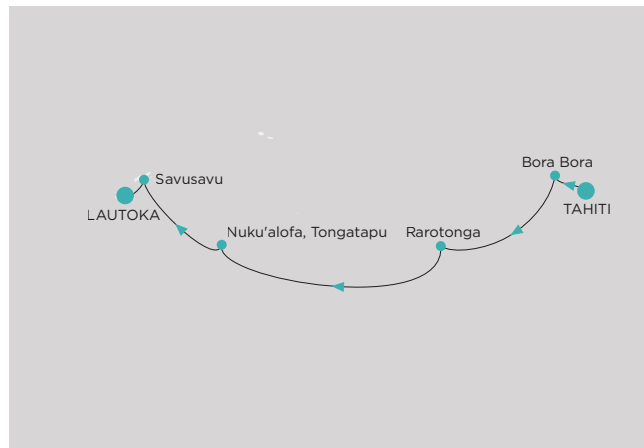 Bora Bora
Savusavu
LAUTOKA
TAHITI
Nuku'alofa, Tongatapu
Rarotonga